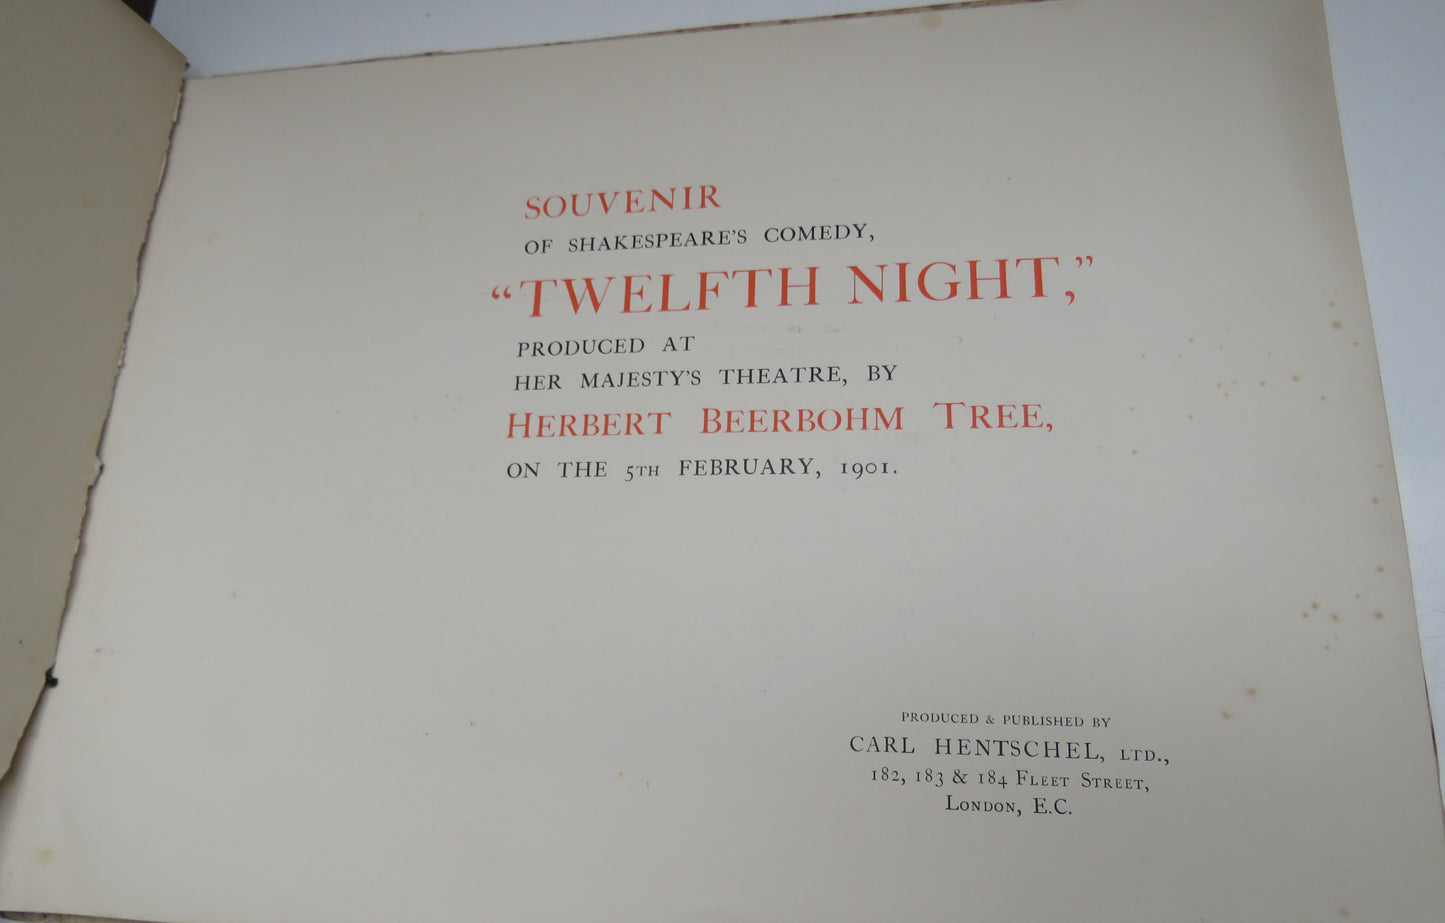 SOUVENIR
OF SHAKESPEARE'S COMEDY,
"TWELFTH NIGHT,"
PRODUCED AT
HER MAJESTY'S THEATRE, BY
HERBERT BEERBOHM TREE,
ON THE 5TH FEBRUARY, 1901.
PRODUCED & PUBLISHED BY
CARL HENTSCHEL, LTD.,
182, 183 & 184 FLEET STREET,
LONDON, E.C.